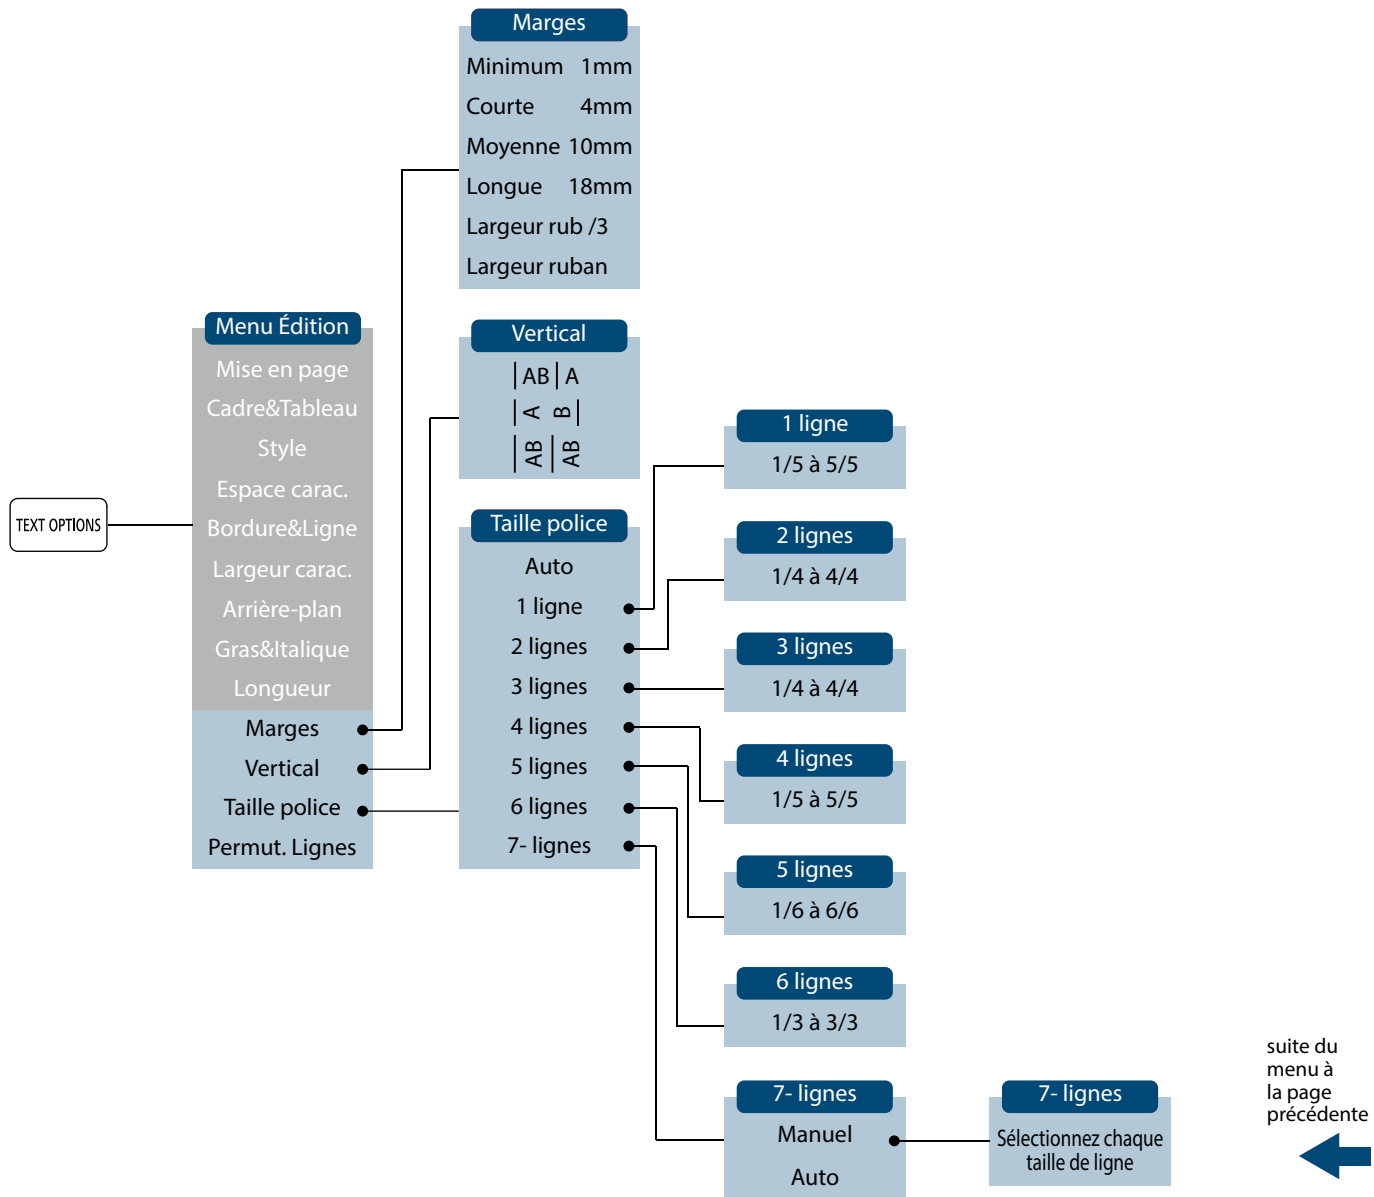 TEXT OPTIONS
Menu Édition
Mise en page
Cadre&Tableau
Style
Espace carac.
Bordure&Ligne
Largeur carac.
Arrière-plan
Gras&Italique
Longueur
Marges
Vertical
Taille police
Permut. Lignes
Marges
Minimum 1mm
Courte 4mm
Moyenne 10mm
Longue 18mm
Largeur rub /3
Largeur ruban
Vertical
AB A
A B
AB AB
Taille police
Auto
1 ligne
2 lignes
3 lignes
4 lignes
5 lignes
6 lignes
7- lignes
1 ligne
1/5 à 5/5
2 lignes
1/4 à 4/4
3 lignes
1/4 à 4/4
4 lignes
1/5 à 5/5
5 lignes
1/6 à 6/6
6 lignes
1/3 à 3/3
7- lignes
Manuel
Auto
7- lignes
Sélectionnez chaque
taille de ligne
suite du
menu à
la page
précédente